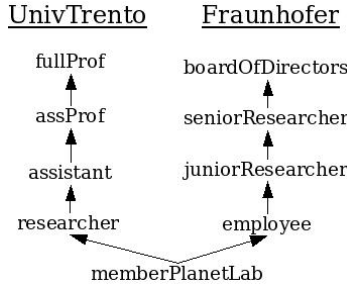 UnivTrento
fullProf
assProf
assistant
researcher
Fraunhofer
boardOfDirectors
seniorResearcher
juniorResearcher
employee
memberPlanetLab